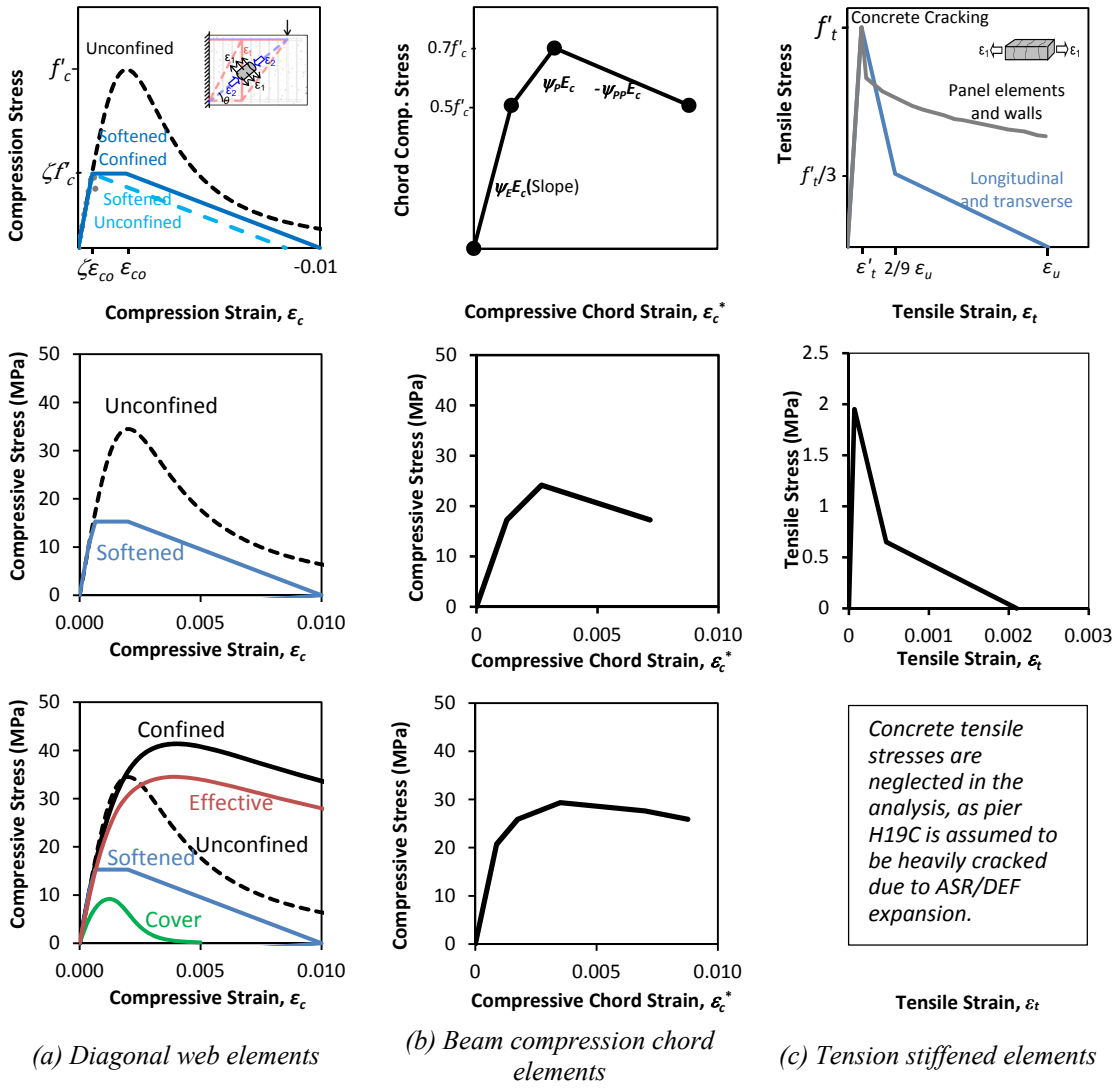 Compression Stress
f'c
ζf'c
Unconfined
Softened
Confined
Softened
Unconfined
ε1
ε1
ε2
ε2
ε1
θ
ζεco
εco
-0.01
Compression Strain, εc
Chord Comp. Stress
0.7f'c
0.5f'c
ψPEc
-ψPPEc
ψEEc(Slope)
Compressive Chord Strain, εc*
Tensile Stress
f't
f't/3
Concrete Cracking
ε1
ε1
Panel elements
and walls
Longitudinal
and transverse
ε't
2/9 εu
εu
Tensile Strain, εt
Compressive Stress (MPa)
50
40
30
20
10
0
Unconfined
Softened
0.000
0.005
0.010
Compressive Strain, εc
Compressive Stress (MPa)
50
40
30
20
10
0
0
0.005
0.010
Compressive Chord Strain, εc*
Tensile Stress (MPa)
2.5
2
1.5
1
0.5
0
0
0.001
0.002
0.003
Tensile Strain, εt
Compressive Stress (MPa)
50
40
30
20
10
0
Confined
Effective
Unconfined
Softened
Cover
0.000
0.005
0.010
Compressive Strain, εc
Compressive Stress (MPa)
50
40
30
20
10
0
0
0.005
0.010
Compressive Chord Strain, εc*
Concrete tensile
stresses are
neglected in the
analysis, as pier
H19C is assumed to
be heavily cracked
due to ASR/DEF
expansion.
Tensile Strain, εt
(a) Diagonal web elements
(b) Beam compression chord
elements
(c) Tension stiffened elements